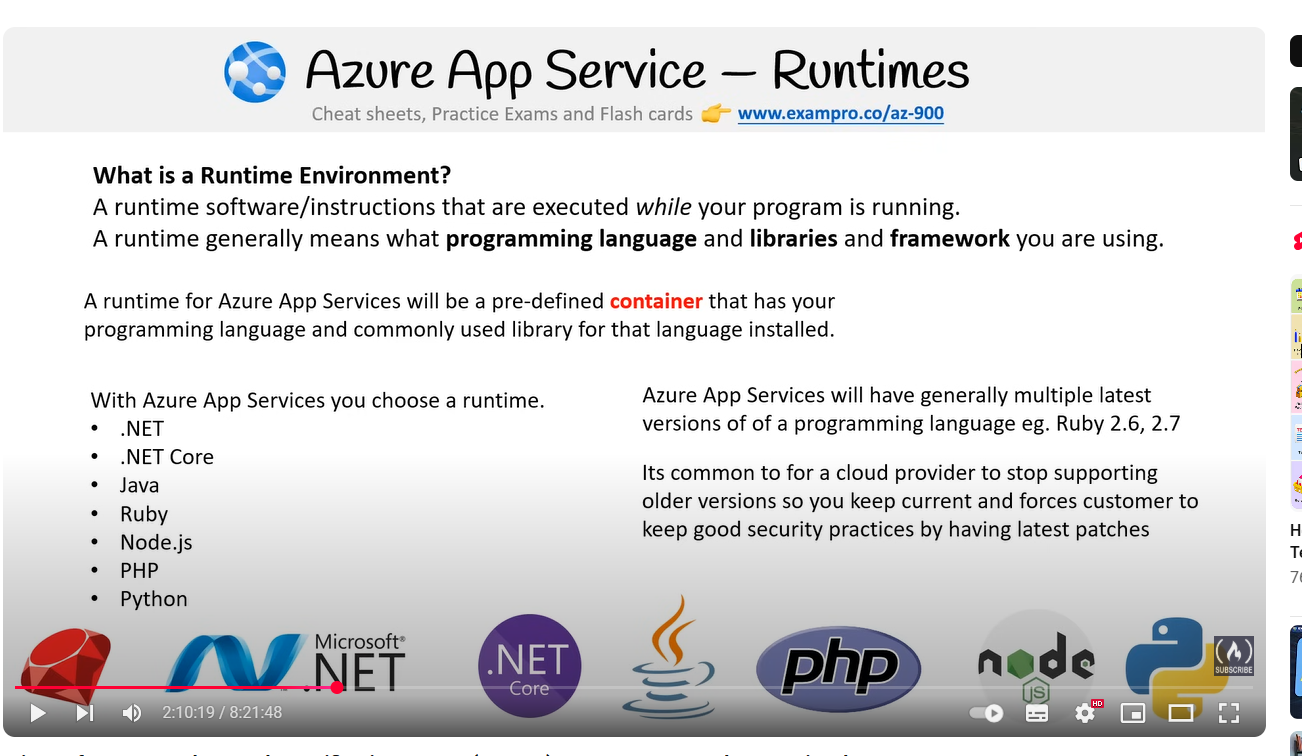 Azure App Service – Runtimes
Cheat sheets, Practice Exams and Flash cards 👉 www.exampro.co/az-900
What is a Runtime Environment?
A runtime software/instructions that are executed while your program is running.
A runtime generally means what programming language and libraries and framework you are using.
A runtime for Azure App Services will be a pre-defined container that has your
programming language and commonly used library for that language installed.
With Azure App Services you choose a runtime.
• .NET
• .NET Core
• Java
• Ruby
• Node.js
• PHP
• Python
Azure App Services will have generally multiple latest
versions of of a programming language eg. Ruby 2.6, 2.7
Its common to for a cloud provider to stop supporting
older versions so you keep current and forces customer to
keep good security practices by having latest patches
Microsoft®
.NET
.NET
Core
php
node
JS
SUBSCRIBE
2:10:19 / 8:21:48
HD